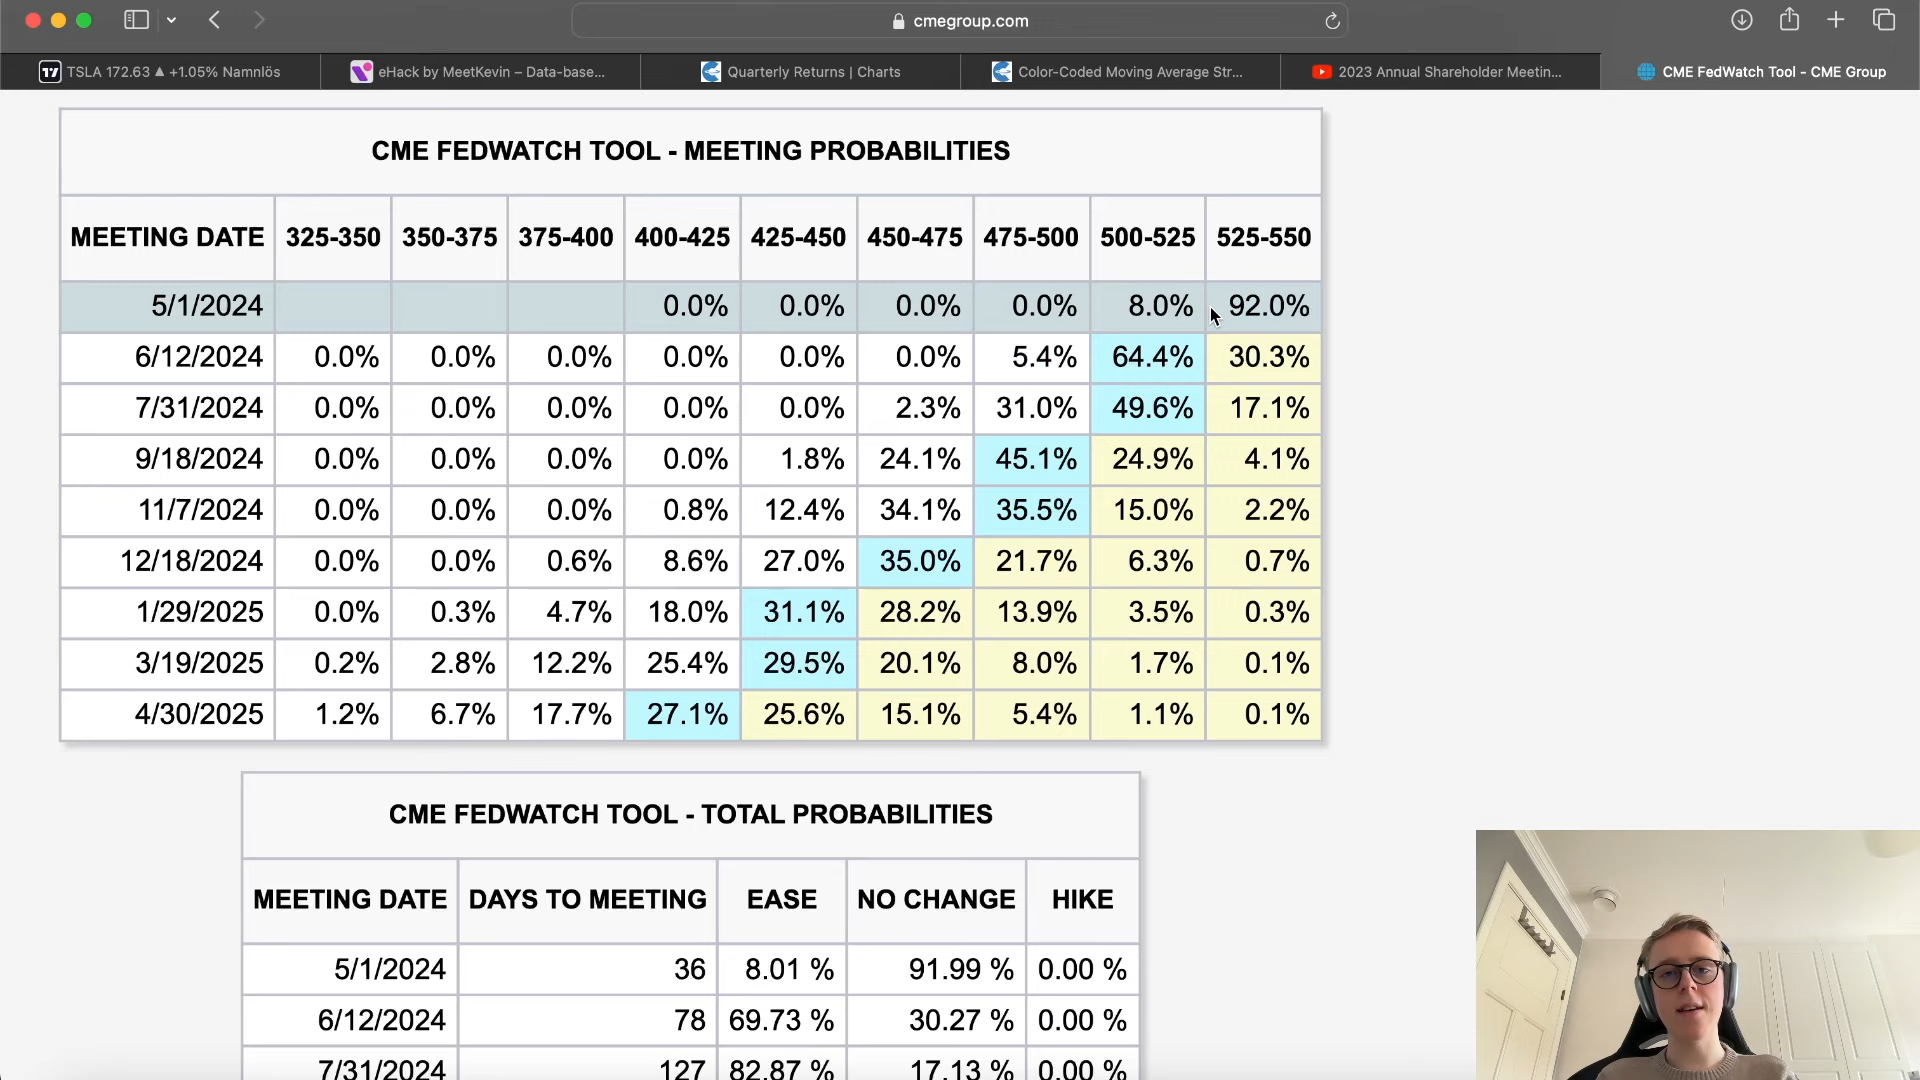 cmegroup.com
TSLA 172.63 ▲ +1.05% Namnlös
eHack by MeetKevin – Data-base...
Quarterly Returns | Charts
Color-Coded Moving Average Str...
2023 Annual Shareholder Meetin...
CME FedWatch Tool - CME Group
CME FEDWATCH TOOL - MEETING PROBABILITIES
MEETING DATE 325-350 350-375 375-400 400-425 425-450 450-475 475-500 500-525 525-550
5/1/2024 0.0% 0.0% 0.0% 0.0% 8.0% 92.0%
6/12/2024 0.0% 0.0% 0.0% 0.0% 0.0% 0.0% 5.4% 64.4% 30.3%
7/31/2024 0.0% 0.0% 0.0% 0.0% 0.0% 2.3% 31.0% 49.6% 17.1%
9/18/2024 0.0% 0.0% 0.0% 0.0% 1.8% 24.1% 45.1% 24.9% 4.1%
11/7/2024 0.0% 0.0% 0.0% 0.8% 12.4% 34.1% 35.5% 15.0% 2.2%
12/18/2024 0.0% 0.0% 0.6% 8.6% 27.0% 35.0% 21.7% 6.3% 0.7%
1/29/2025 0.0% 0.3% 4.7% 18.0% 31.1% 28.2% 13.9% 3.5% 0.3%
3/19/2025 0.2% 2.8% 12.2% 25.4% 29.5% 20.1% 8.0% 1.7% 0.1%
4/30/2025 1.2% 6.7% 17.7% 27.1% 25.6% 15.1% 5.4% 1.1% 0.1%
CME FEDWATCH TOOL - TOTAL PROBABILITIES
MEETING DATE DAYS TO MEETING EASE NO CHANGE HIKE
5/1/2024 36 8.01 % 91.99 % 0.00 %
6/12/2024 78 69.73 % 30.27 % 0.00 %
7/31/2024 127 82.87 % 17.13 % 0.00 %